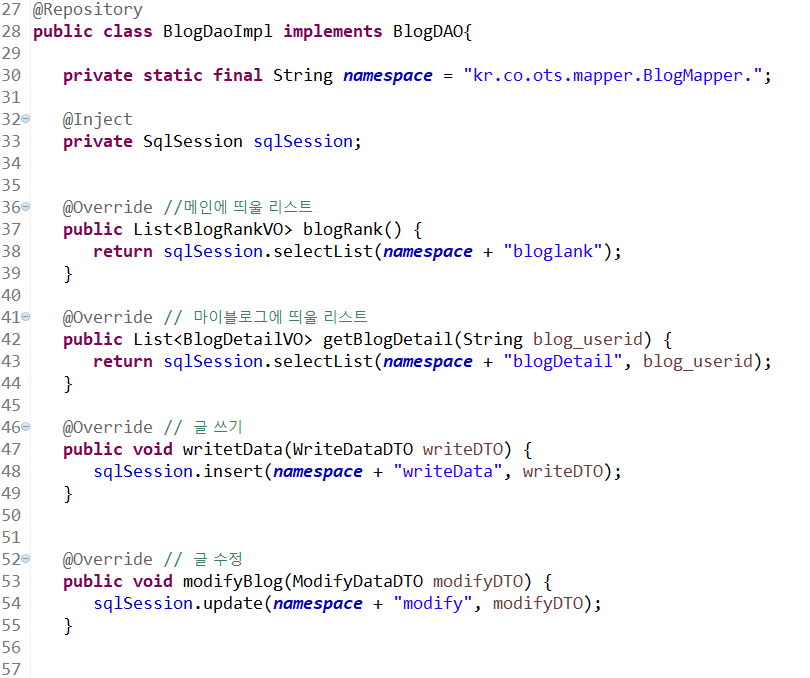 27 @Repository
28 public class BlogDaoImpl implements BlogDAO{
29
30 private static final String namespace = "kr.co.ots.mapper.BlogMapper.";
31
32 @Inject
33 private SqlSession sqlSession;
34
35
36 @Override //메인에 띄울 리스트
37 public List<BlogRankVO> blogRank() {
38 return sqlSession.selectList(namespace + "bloglank");
39 }
40
41 @Override // 마이블로그에 띄울 리스트
42 public List<BlogDetailVO> getBlogDetail(String blog_userid) {
43 return sqlSession.selectList(namespace + "blogDetail", blog_userid);
44 }
45
46 @Override // 글 쓰기
47 public void writetData(WriteDataDTO writeDTO) {
48 sqlSession.insert(namespace + "writeData", writeDTO);
49 }
50
51
52 @Override // 글 수정
53 public void modifyBlog(ModifyDataDTO modifyDTO) {
54 sqlSession.update(namespace + "modify", modifyDTO);
55 }
56
57